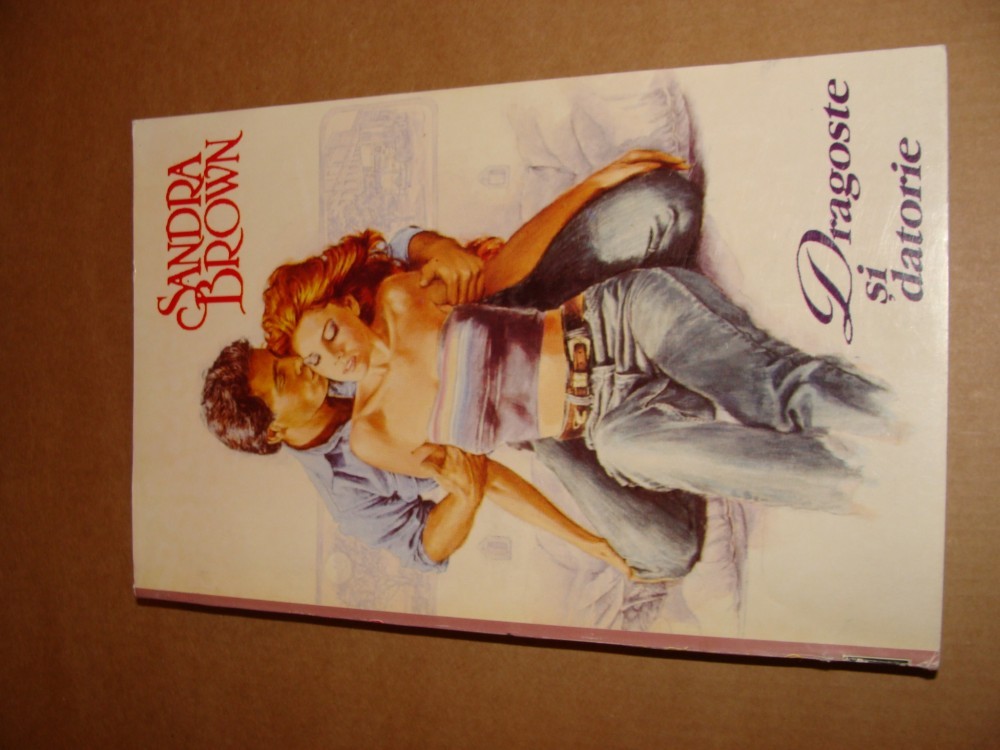 SANDRA
BROWN
Dragoste
și
datorie